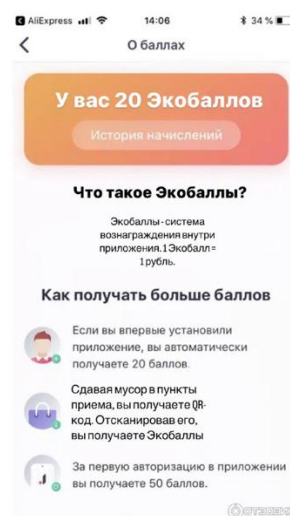 AliExpress 14:06 34 %
О баллах
У вас 20 Экобаллов
История начислений
Что такое Экобаллы?
Экобаллы-система
вознаграждения внутри
приложения.1 Экобалл=
1 рубль.
Как получать больше баллов
Если вы впервые установили
приложение, вы автоматически
получаете 20 баллов.
Сдавая мусор в пункты
приема, вы получаете QR-
код. Отсканировав его,
вы получаете Экобаллы
За первую авторизацию в приложении
вы получаете 50 баллов.